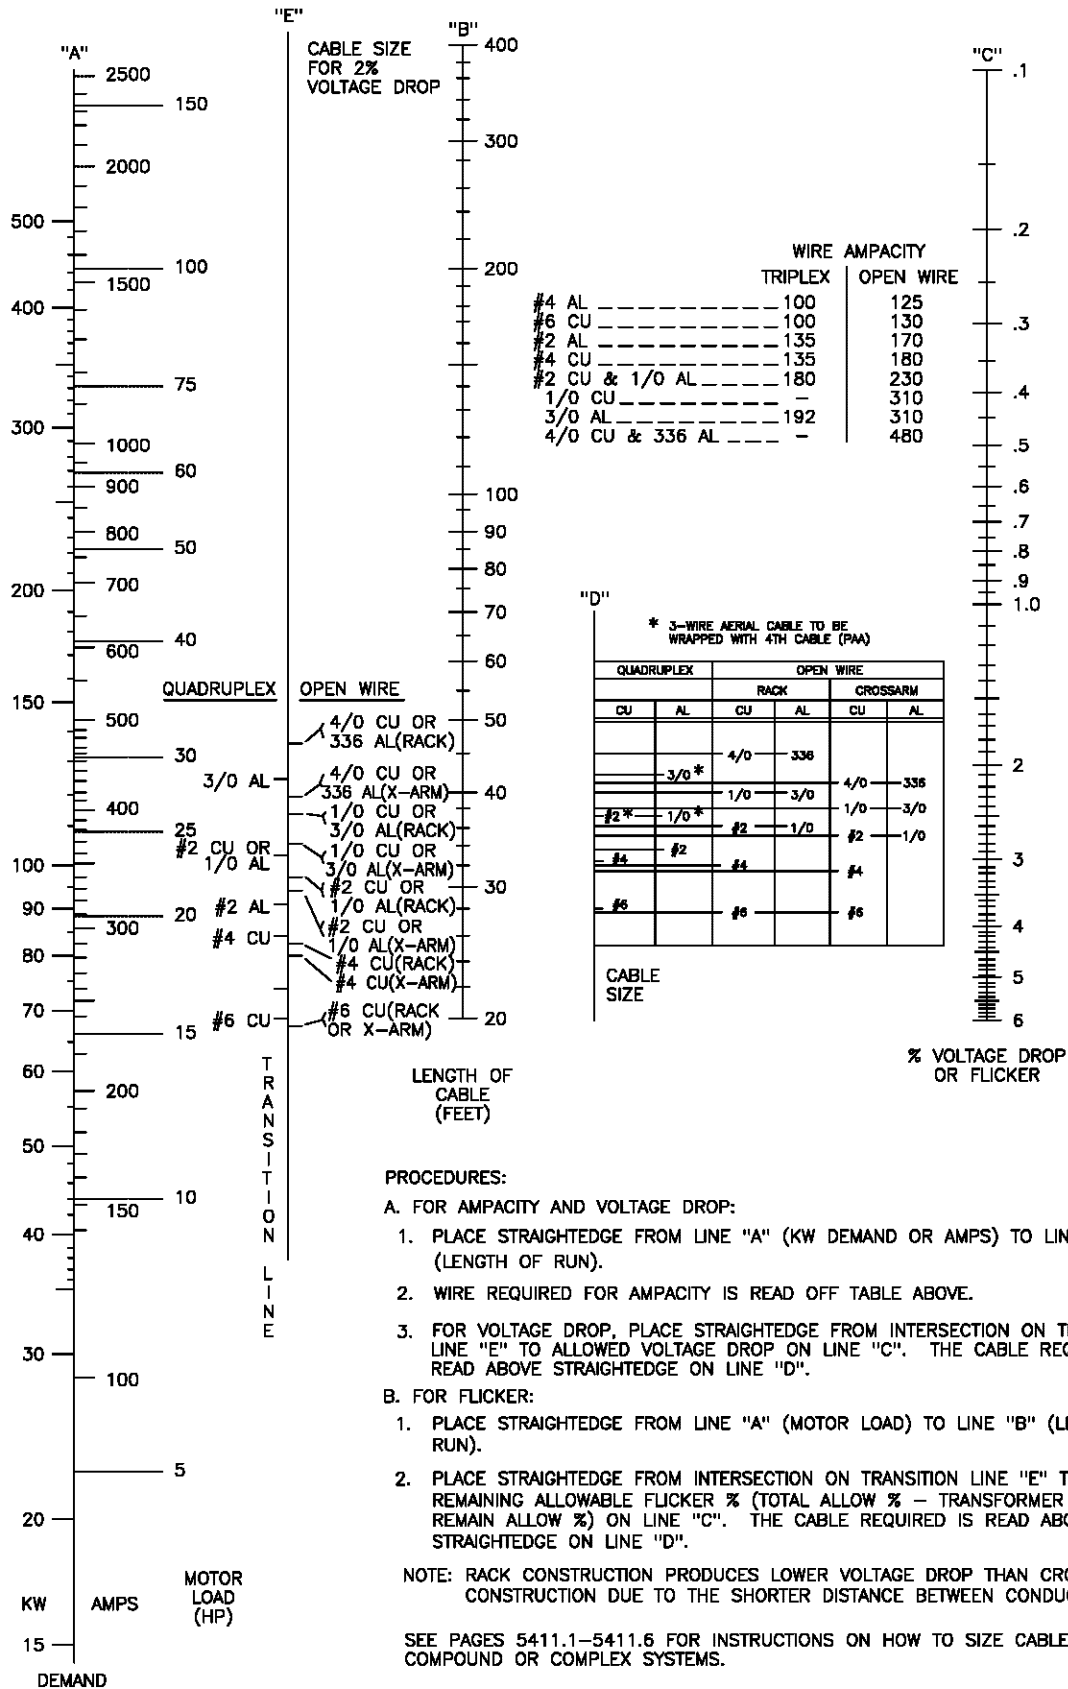 "E"
"B"
"A"
"C"
CABLE SIZE
FOR 2%
VOLTAGE DROP
400
300
200
100
90
80
70
60
50
40
30
20
LENGTH OF
CABLE
(FEET)
2500
2000
1500
1000
900
800
700
600
500
400
300
200
150
100
AMPS
150
100
75
60
50
40
30
25
20
15
10
5
MOTOR
LOAD
(HP)
500
400
300
200
150
100
90
80
70
60
50
40
30
20
15
KW
DEMAND
.1
.2
.3
.4
.5
.6
.7
.8
.9
1.0
2
3
4
5
6
% VOLTAGE DROP
OR FLICKER
WIRE AMPACITY
TRIPLEX OPEN WIRE
#4 AL 100 125
#6 CU 100 130
#2 AL 135 170
#4 CU 135 180
#2 CU & 1/0 AL 180 230
1/0 CU – 310
3/0 AL 192 310
4/0 CU & 336 AL – 480
QUADRUPLEX OPEN WIRE
4/0 CU OR
336 AL(RACK)
3/0 AL
4/0 CU OR
336 AL(X-ARM)
1/0 CU OR
3/0 AL(RACK)
#2 CU OR
1/0 AL
1/0 CU OR
3/0 AL(X-ARM)
#2 CU OR
1/0 AL(RACK)
#2 AL
#2 CU OR
1/0 AL(X-ARM)
#4 CU
#4 CU(RACK)
#4 CU(X-ARM)
#6 CU
#6 CU(RACK
OR X-ARM)
TRANSITION LINE
"D"
* 3-WIRE AERIAL CABLE TO BE
WRAPPED WITH 4TH CABLE (PAA)
QUADRUPLEX OPEN WIRE
RACK CROSSARM
CU AL CU AL CU AL
4/0 336
3/0*
4/0 336
1/0 3/0
1/0 3/0
#2* 1/0*
#2 1/0
#2 1/0
#2
#4
#4
#4
#6
#6 #6
CABLE
SIZE
PROCEDURES:
A. FOR AMPACITY AND VOLTAGE DROP:
1. PLACE STRAIGHTEDGE FROM LINE "A" (KW DEMAND OR AMPS) TO LIN
(LENGTH OF RUN).
2. WIRE REQUIRED FOR AMPACITY IS READ OFF TABLE ABOVE.
3. FOR VOLTAGE DROP, PLACE STRAIGHTEDGE FROM INTERSECTION ON T
LINE "E" TO ALLOWED VOLTAGE DROP ON LINE "C". THE CABLE REQ
READ ABOVE STRAIGHTEDGE ON LINE "D".
B. FOR FLICKER:
1. PLACE STRAIGHTEDGE FROM LINE "A" (MOTOR LOAD) TO LINE "B" (L
RUN).
2. PLACE STRAIGHTEDGE FROM INTERSECTION ON TRANSITION LINE "E" T
REMAINING ALLOWABLE FLICKER % (TOTAL ALLOW % – TRANSFORMER
REMAIN ALLOW %) ON LINE "C". THE CABLE REQUIRED IS READ ABO
STRAIGHTEDGE ON LINE "D".
NOTE: RACK CONSTRUCTION PRODUCES LOWER VOLTAGE DROP THAN CRO
CONSTRUCTION DUE TO THE SHORTER DISTANCE BETWEEN CONDU
SEE PAGES 5411.1–5411.6 FOR INSTRUCTIONS ON HOW TO SIZE CABLE
COMPOUND OR COMPLEX SYSTEMS.